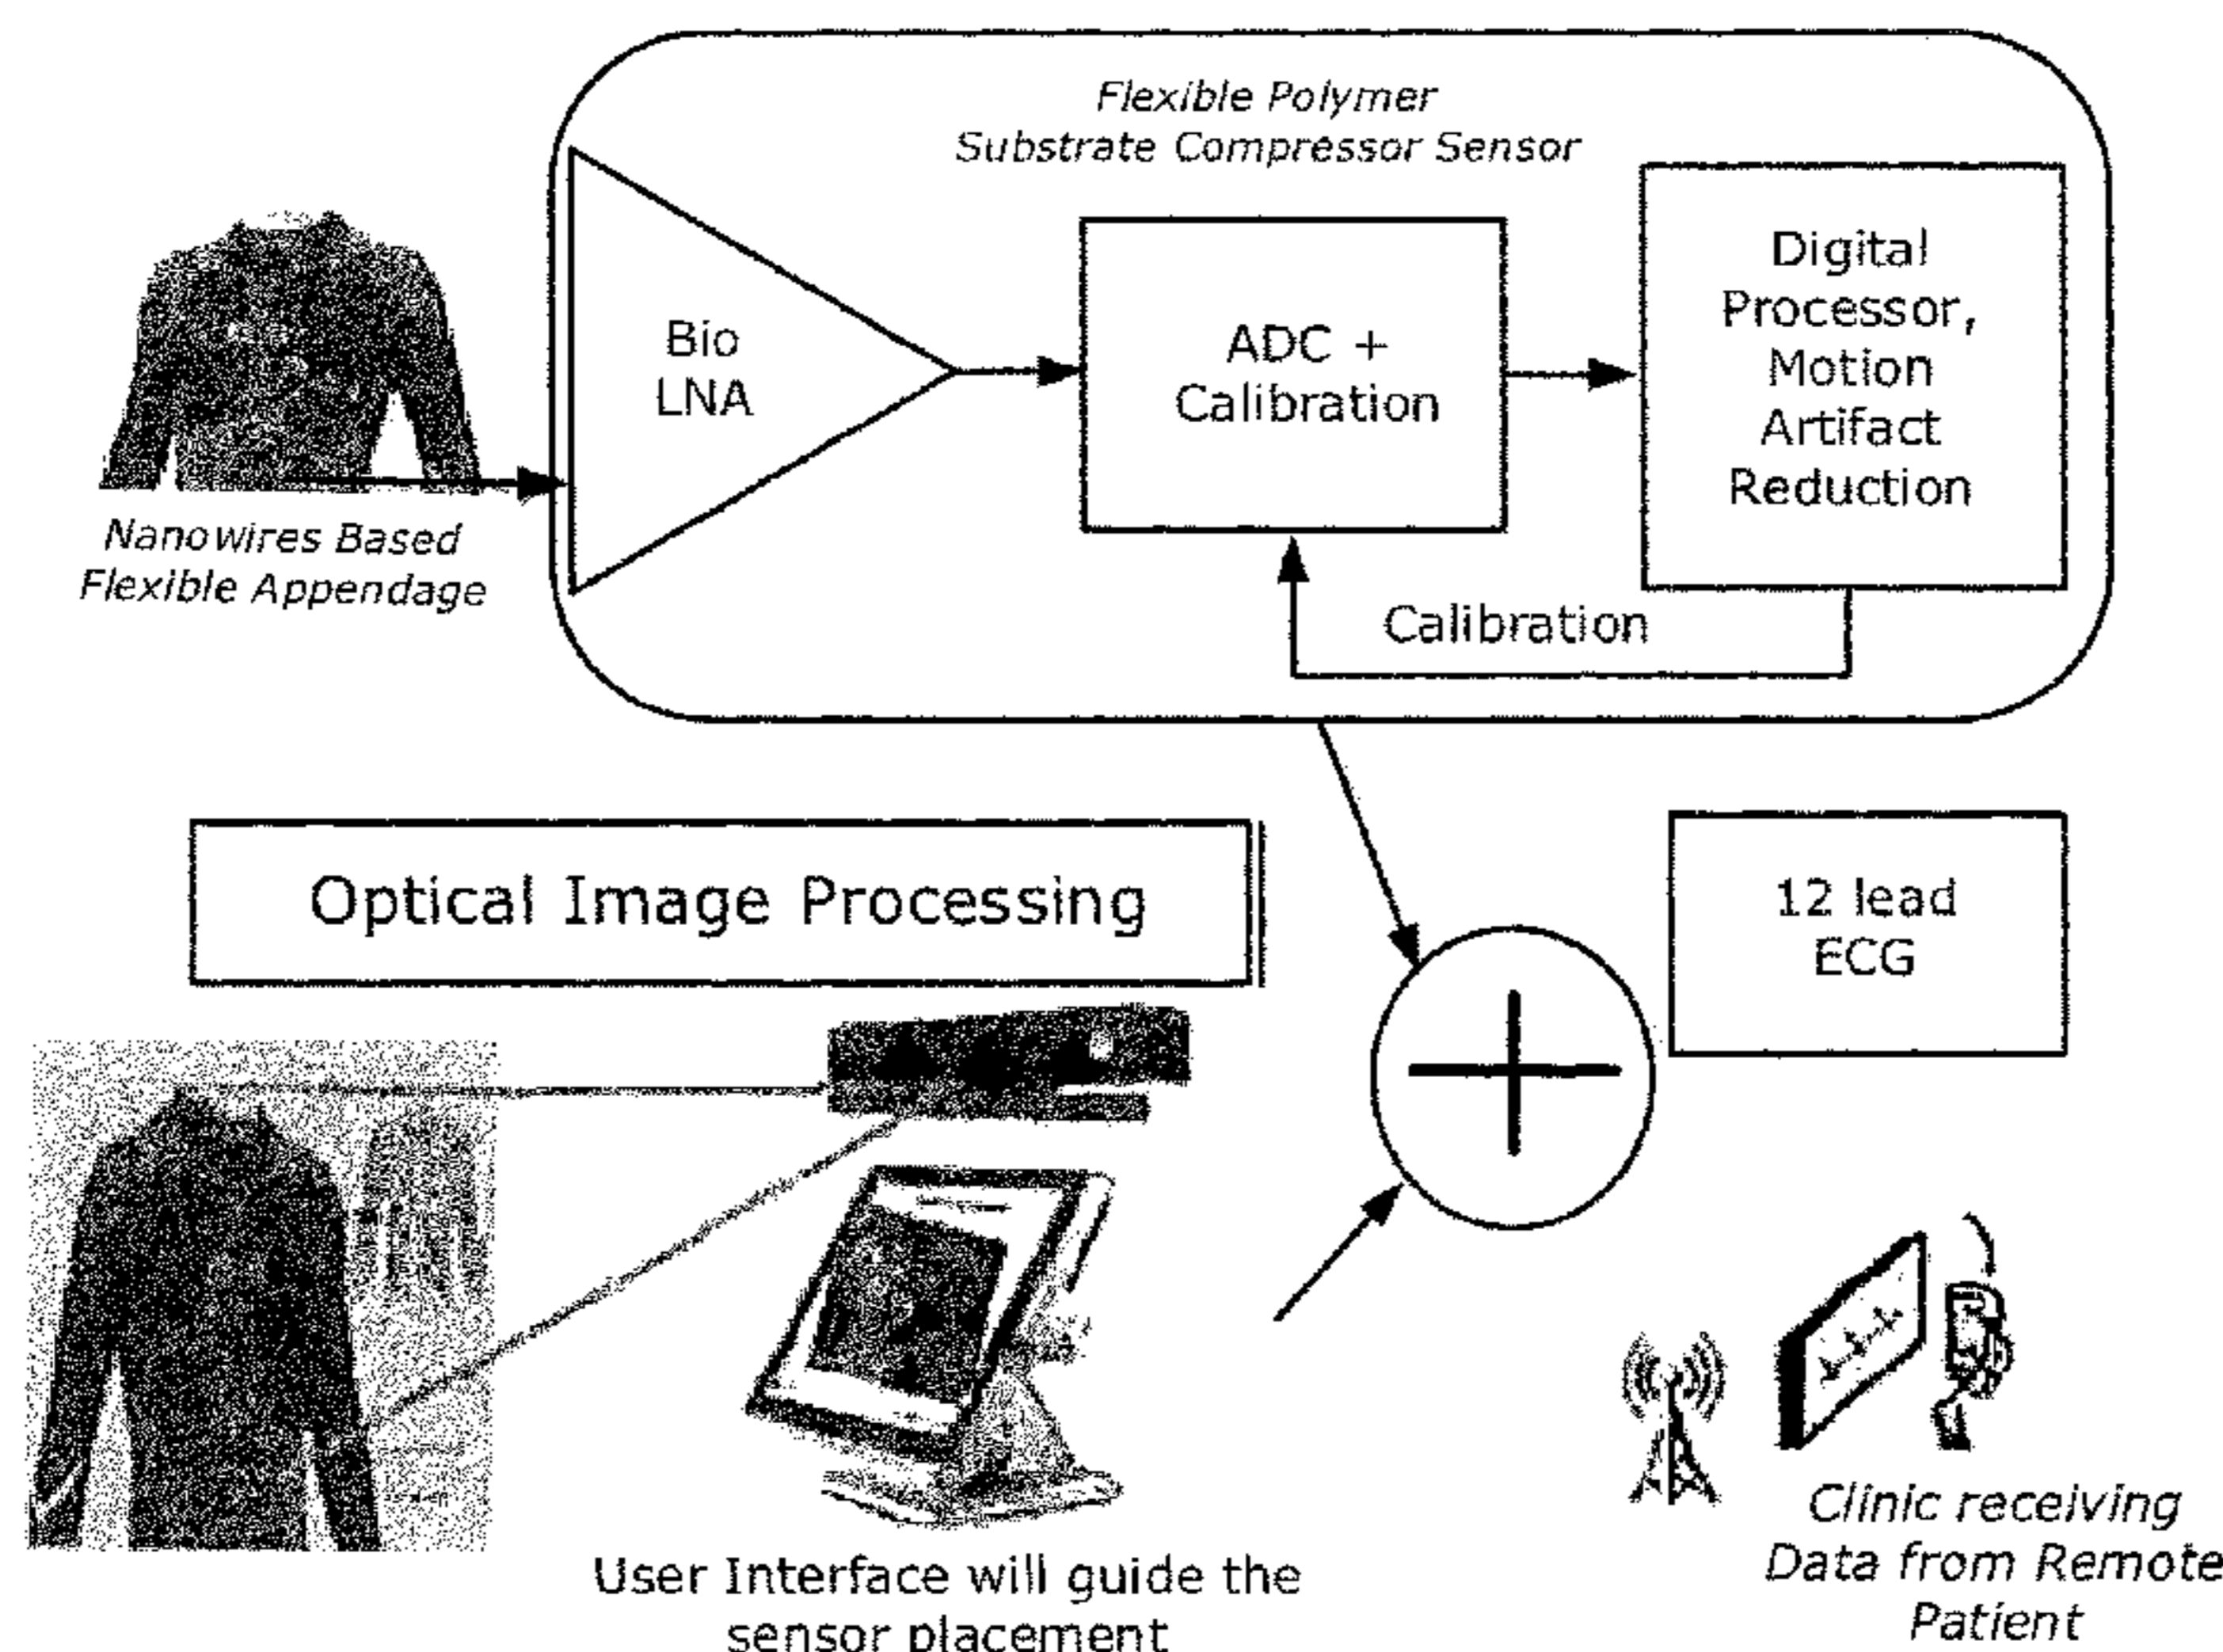 Flexible Polymer
Substrate Compressor Sensor
Bio
LNA
ADC +
Calibration
Digital
Processor,
Motion
Artifact
Reduction
Calibration
Nanowires Based
Flexible Appendage
Optical Image Processing
12 lead
ECG
User Interface will guide the
sensor placement
Clinic receiving
Data from Remote
Patient